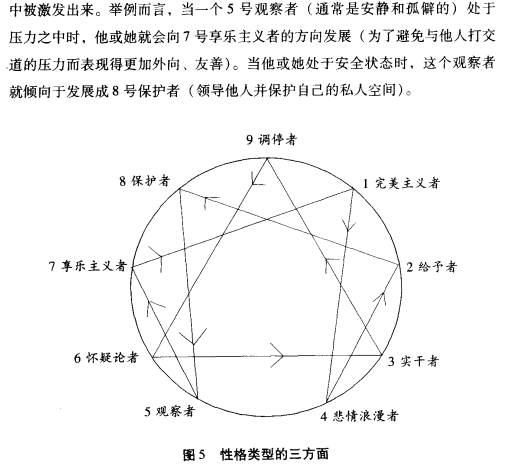 中被激发出来。举例而言，当一个5号观察者（通常是安静和孤僻的）处于
压力之中时，他或她就会向7号享乐主义者的方向发展（为了避免与他人打交
道的压力而表现得更加外向、友善）。当他或她处于安全状态时，这个观察者
就倾向于发展成8号保护者（领导他人并保护自己的私人空间）。
9 调停者
8 保护者
1 完美主义者
7 享乐主义者
2 给予者
6 怀疑论者
3 实干者
5 观察者
4 悲情浪漫者
图5 性格类型的三方面